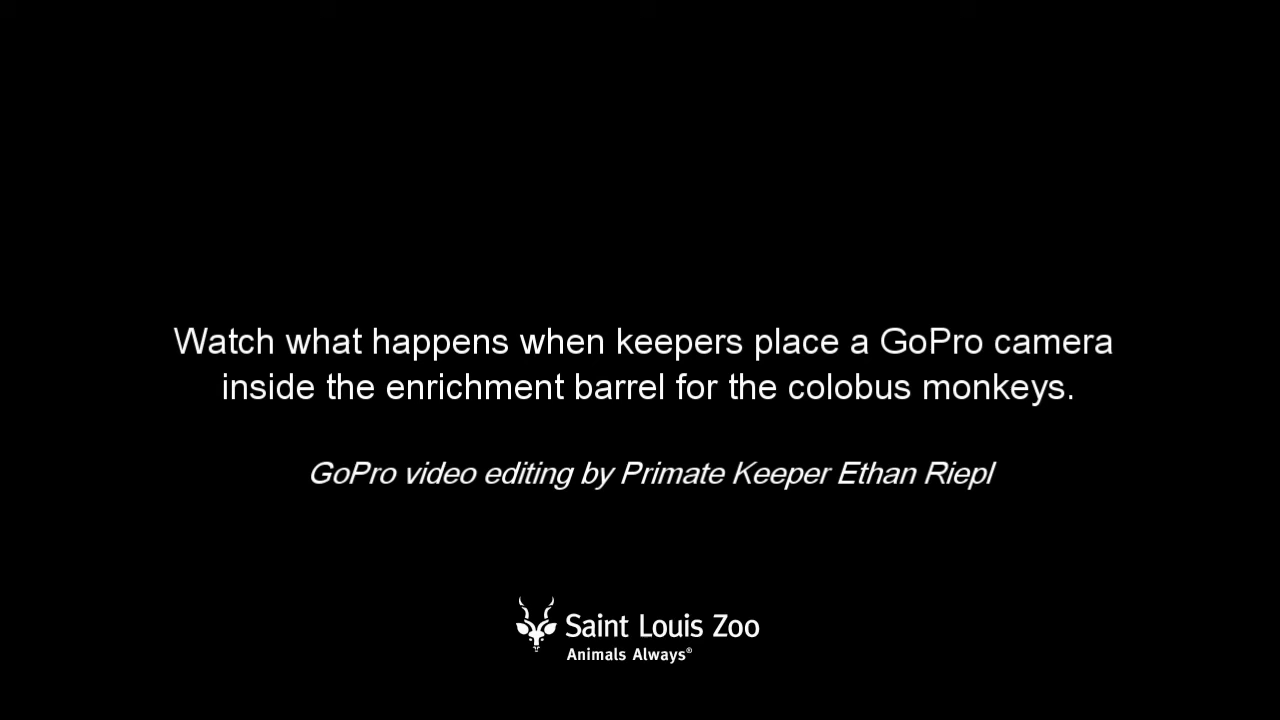 Watch what happens when keepers place a GoPro camera
inside the enrichment barrel for the colobus monkeys.
GoPro video editing by Primate Keeper Ethan Riepl
Saint Louis Zoo
Animals Always®